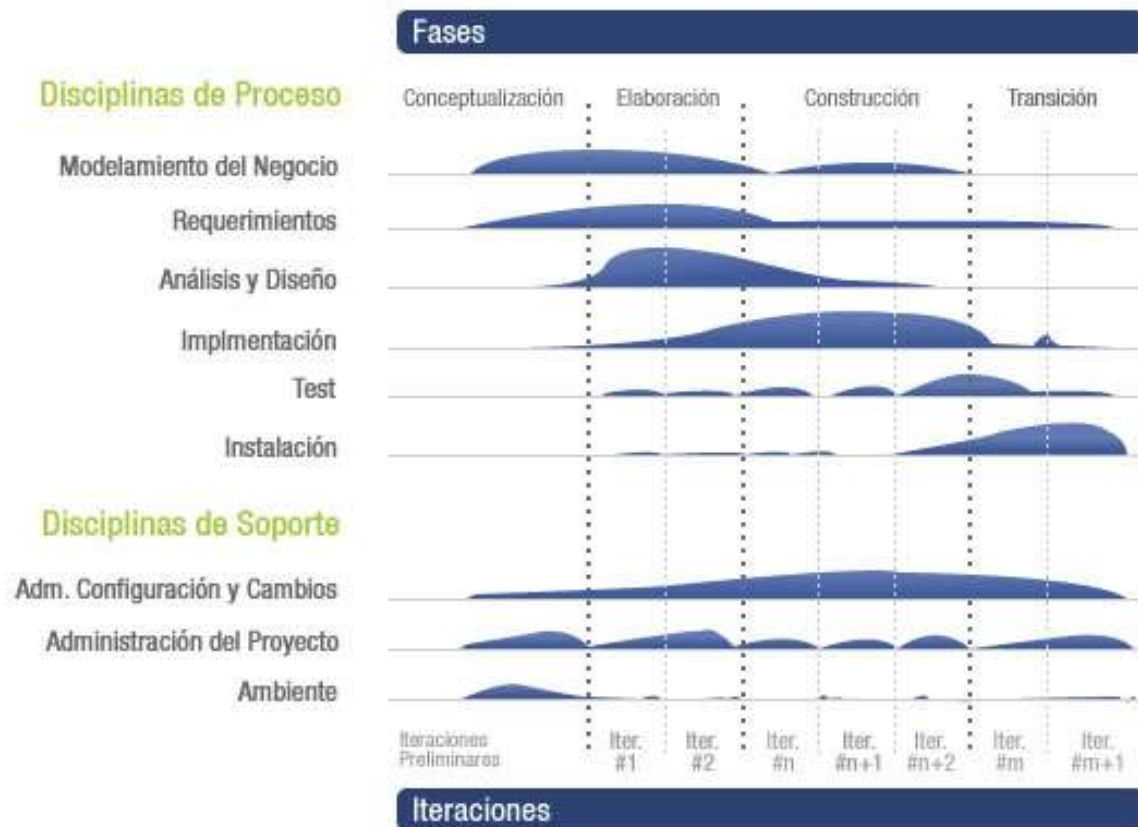 Fases
Disciplinas de Proceso
Conceptualización Elaboración Construcción Transición
Modelamiento del Negocio
Requerimientos
Análisis y Diseño
Implmentación
Test
Instalación
Disciplinas de Soporte
Adm. Configuración y Cambios
Administración del Proyecto
Ambiente
Iteraciones Iter. Iter. Iter. Iter. Iter. Iter. Iter.
Preliminares #1 #2 #n #n+1 #n+2 #m #m+1
Iteraciones